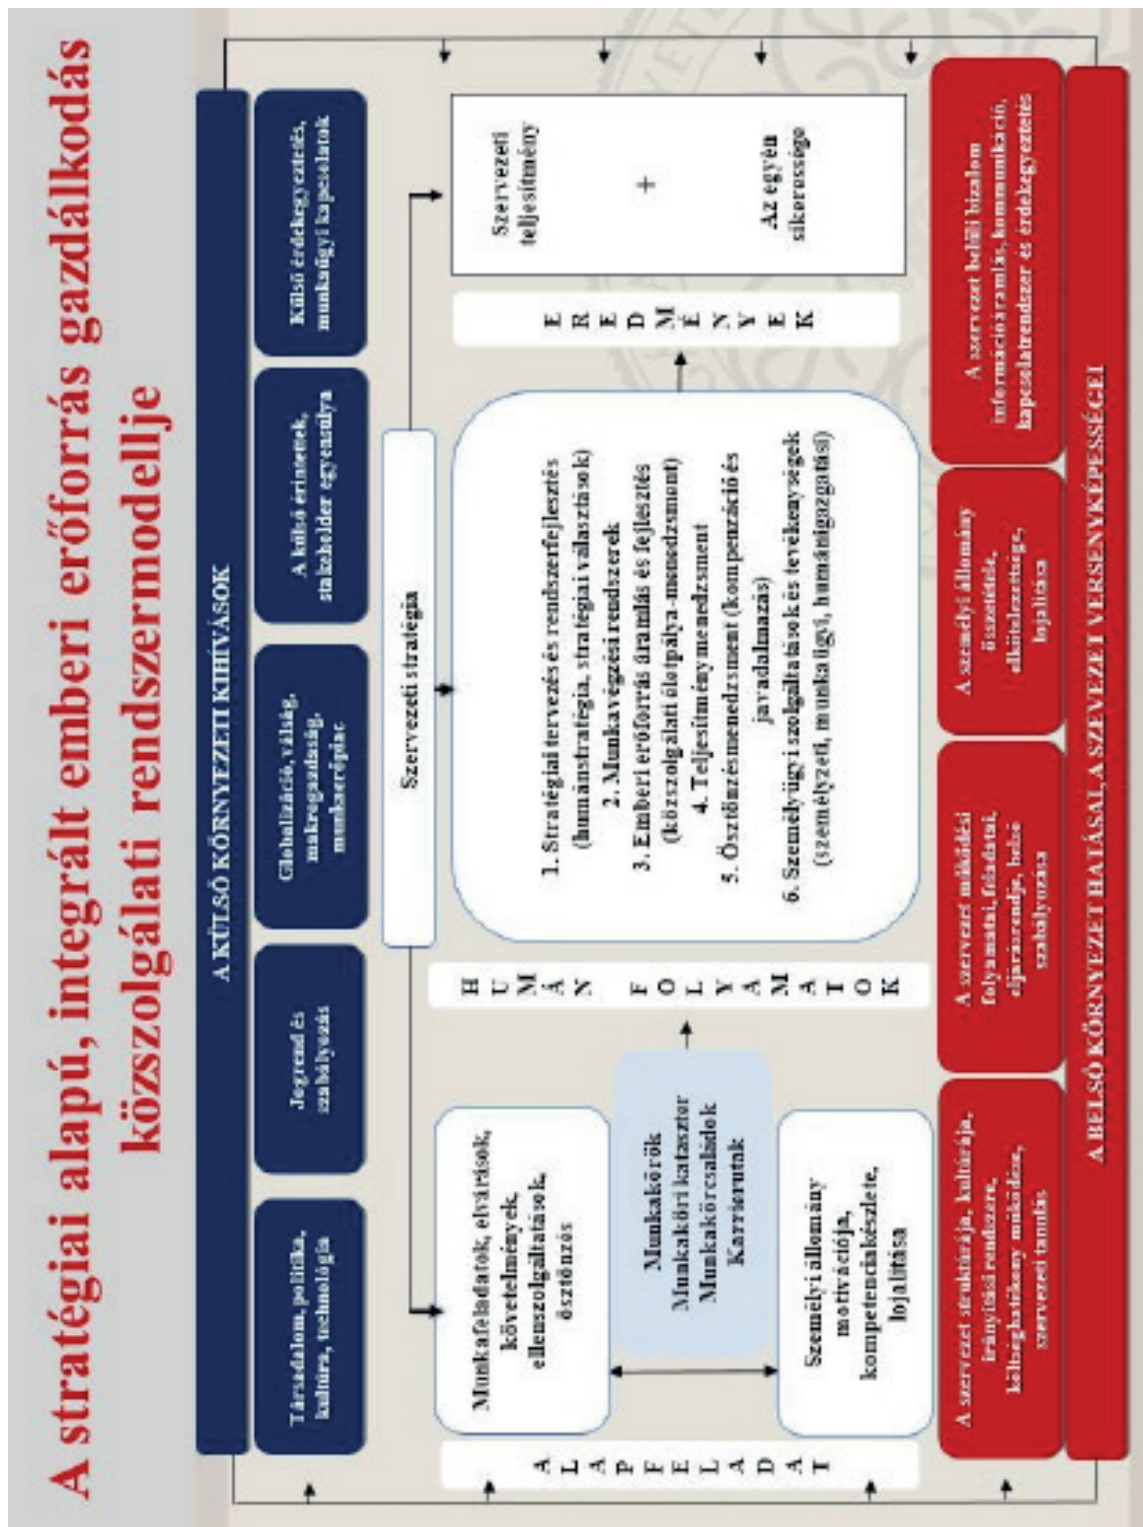 A stratégiai alapú, integrált emberi erőforrás gazdálkodás
közszolgálati rendszermodellje
A KÜLSŐ KÖRNYEZETI KIHÍVÁSOK
Társadalom, politika,
kultúra, technológia
Jogrend és
szabályozás
Globalizáció, válság,
makrogazdaság,
munkaerőpiac
A külső érintettek,
stakeholder egyensúlya
Külső érdekegyeztetés,
munkaügyi kapcsolatok
Szervezeti stratégia
ALAPFELADAT
Munkafeladatok, elvárások,
követelmények,
ellenszolgáltatások,
ösztönzés
Munkakörök
Munkaköri kataszter
Munkakörcsaládok
Karrierutak
Személyi állomány
motivációja,
kompetenciakészlete,
lojalitása
HUMÁN FOLYAMATOK
1. Stratégiai tervezés és rendszerfejlesztés
(humánstratégia, stratégiai választások)
2. Munkavégzési rendszerek
3. Emberi erőforrás áramlás és fejlesztés
(közszolgálati életpálya-menedzsment)
4. Teljesítménymenedzsment
5. Ösztönzésmenedzsment (kompenzáció és
javadalmazás)
6. Személyügyi szolgáltatások és tevékenységek
(személyzeti, munkaügyi, humánigazgatási)
EREDMÉNYEK
Szervezeti
teljesítmény
+
Az egyén
sikeressége
A szervezet struktúrája, kultúrája,
irányítási rendszere,
költséghatékony működése,
szervezeti tanulás
A szervezet működési
folyamatai, feladatai,
eljárásrendje, belső
szabályozása
A személyi állomány
összetétele,
elkötelezettsége,
lojalitása
A szervezet belüli bizalom
információáramlás, kommunikáció,
kapcsolatrendszer és érdekegyeztetés
A BELSŐ KÖRNYEZET HATÁSAI, A SZEVEZET VERSENYKÉPESSÉGEI